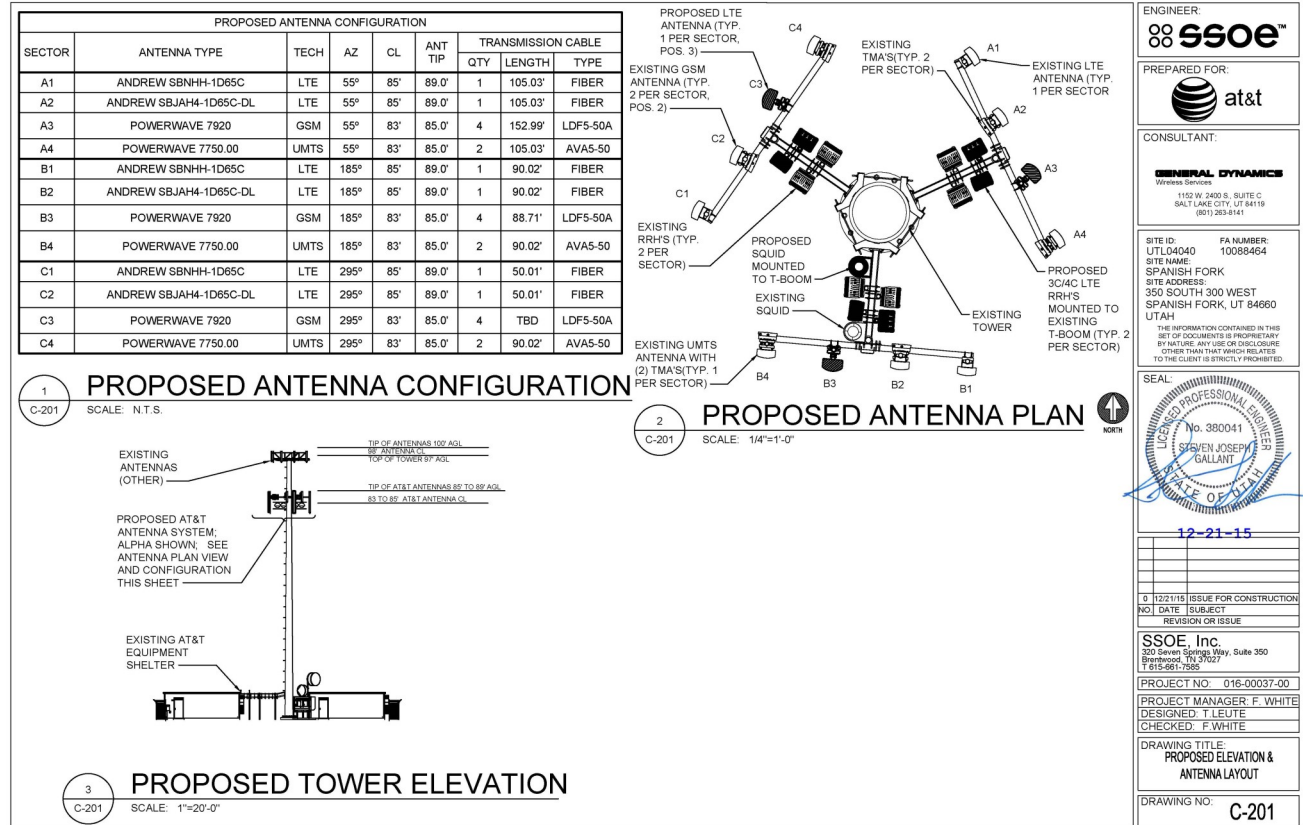 PROPOSED ANTENNA CONFIGURATION
SECTOR ANTENNA TYPE TECH AZ CL ANT TIP TRANSMISSION CABLE
QTY LENGTH TYPE
A1 ANDREW SBNHH-1D65C LTE 55º 85' 89.0' 1 105.03' FIBER
A2 ANDREW SBJAH4-1D65C-DL LTE 55º 85' 89.0' 1 105.03' FIBER
A3 POWERWAVE 7920 GSM 55º 83' 85.0' 4 152.99' LDF5-50A
A4 POWERWAVE 7750.00 UMTS 55º 83' 85.0' 2 105.03' AVA5-50
B1 ANDREW SBNHH-1D65C LTE 185º 85' 89.0' 1 90.02' FIBER
B2 ANDREW SBJAH4-1D65C-DL LTE 185º 85' 89.0' 1 90.02' FIBER
B3 POWERWAVE 7920 GSM 185º 83' 85.0' 4 88.71' LDF5-50A
B4 POWERWAVE 7750.00 UMTS 185º 83' 85.0' 2 90.02' AVA5-50
C1 ANDREW SBNHH-1D65C LTE 295º 85' 89.0' 1 50.01' FIBER
C2 ANDREW SBJAH4-1D65C-DL LTE 295º 85' 89.0' 1 50.01' FIBER
C3 POWERWAVE 7920 GSM 295º 83' 85.0' 4 TBD LDF5-50A
C4 POWERWAVE 7750.00 UMTS 295º 83' 85.0' 2 90.02' AVA5-50
1
C-201
PROPOSED ANTENNA CONFIGURATION
SCALE: N.T.S.
PROPOSED LTE
ANTENNA (TYP.
1 PER SECTOR,
POS. 3)
EXISTING GSM
ANTENNA (TYP.
2 PER SECTOR,
POS. 2)
C4
C3
C2
C1
EXISTING
TMA'S(TYP. 2
PER SECTOR)
A1
EXISTING LTE
ANTENNA (TYP.
1 PER SECTOR
A2
A3
A4
EXISTING
RRH'S (TYP.
2 PER
SECTOR)
PROPOSED
SQUID
MOUNTED
TO T-BOOM
EXISTING
SQUID
PROPOSED
3C/4C LTE
RRH'S
MOUNTED TO
EXISTING
T-BOOM (TYP. 2
PER SECTOR)
EXISTING
TOWER
EXISTING UMTS
ANTENNA WITH
(2) TMA'S(TYP. 1
PER SECTOR)
B4
B3
B2
B1
2
C-201
PROPOSED ANTENNA PLAN
SCALE: 1/4"=1'-0"
NORTH
EXISTING
ANTENNAS
(OTHER)
TIP OF ANTENNAS 100' AGL
98' ANTENNA CL
TOP OF TOWER 97' AGL
TIP OF AT&T ANTENNAS 85' TO 89' AGL
83 TO 85' AT&T ANTENNA CL
PROPOSED AT&T
ANTENNA SYSTEM;
ALPHA SHOWN; SEE
ANTENNA PLAN VIEW
AND CONFIGURATION
THIS SHEET
EXISTING AT&T
EQUIPMENT
SHELTER
3
C-201
PROPOSED TOWER ELEVATION
SCALE: 1"=20'-0"
ENGINEER:
ssoe™
PREPARED FOR:
at&t
CONSULTANT:
GENERAL DYNAMICS
Wireless Services
1152 W. 2400 S., SUITE C
SALT LAKE CITY, UT 84119
(801) 263-8141
SITE ID: FA NUMBER:
UTL04040 10088464
SITE NAME:
SPANISH FORK
SITE ADDRESS:
350 SOUTH 300 WEST
SPANISH FORK, UT 84660
UTAH
THE INFORMATION CONTAINED IN THIS
SET OF DOCUMENTS IS PROPRIETARY
BY NATURE. ANY USE OR DISCLOSURE
OTHER THAN THAT WHICH RELATES
TO THE CLIENT IS STRICTLY PROHIBITED.
SEAL:
LICENSED PROFESSIONAL ENGINEER
No. 380041
STEVEN JOSEPH
GALLANT
STATE OF UTAH
12-21-15
0 12/21/15 ISSUE FOR CONSTRUCTION
NO. DATE SUBJECT
REVISION OR ISSUE
SSOE, Inc.
320 Seven Springs Way, Suite 350
Brentwood, TN 37027
T 615-661-7585
PROJECT NO: 016-00037-00
PROJECT MANAGER: F. WHITE
DESIGNED: T.LEUTE
CHECKED: F.WHITE
DRAWING TITLE:
PROPOSED ELEVATION &
ANTENNA LAYOUT
DRAWING NO: C-201